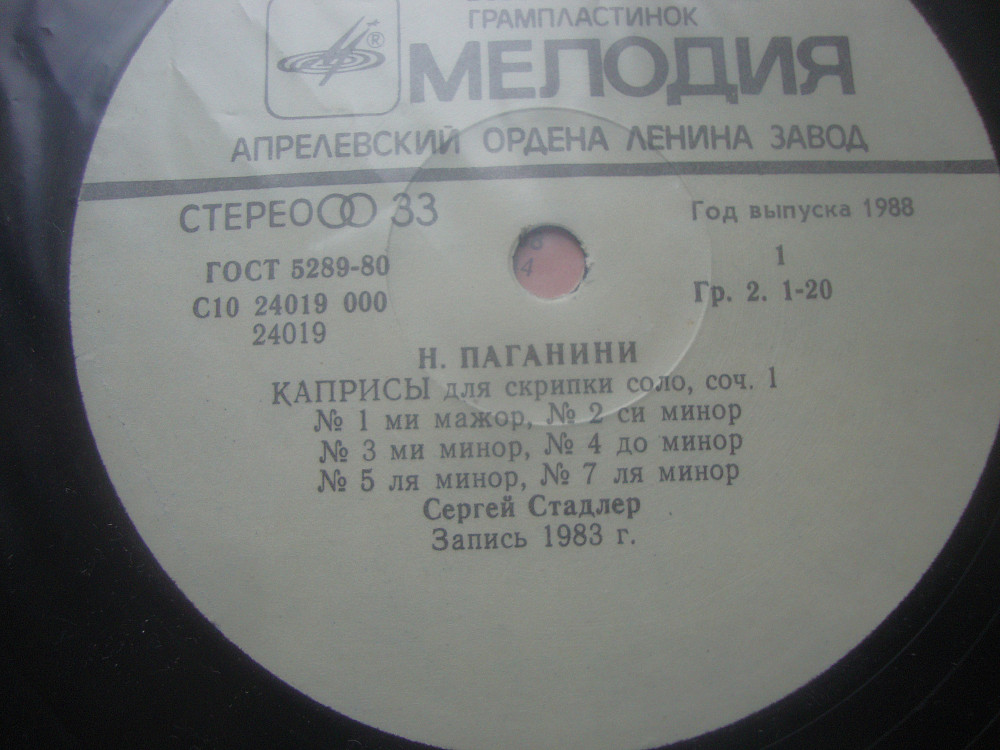 ГРАМПЛАСТИНОК
®
МЕЛОДИЯ
АПРЕЛЕВСКИЙ ОРДЕНА ЛЕНИНА ЗАВОД
СТЕРЕО 33
Год выпуска 1988
ГОСТ 5289-80
1
С10 24019 000
Гр. 2. 1-20
24019
4
Н. ПАГАНИНИ
КАПРИСЫ для скрипки соло, соч. 1
№ 1 ми мажор, № 2 си минор
№ 3 ми минор, № 4 до минор
№ 5 ля минор, № 7 ля минор
Сергей Стадлер
Запись 1983 г.